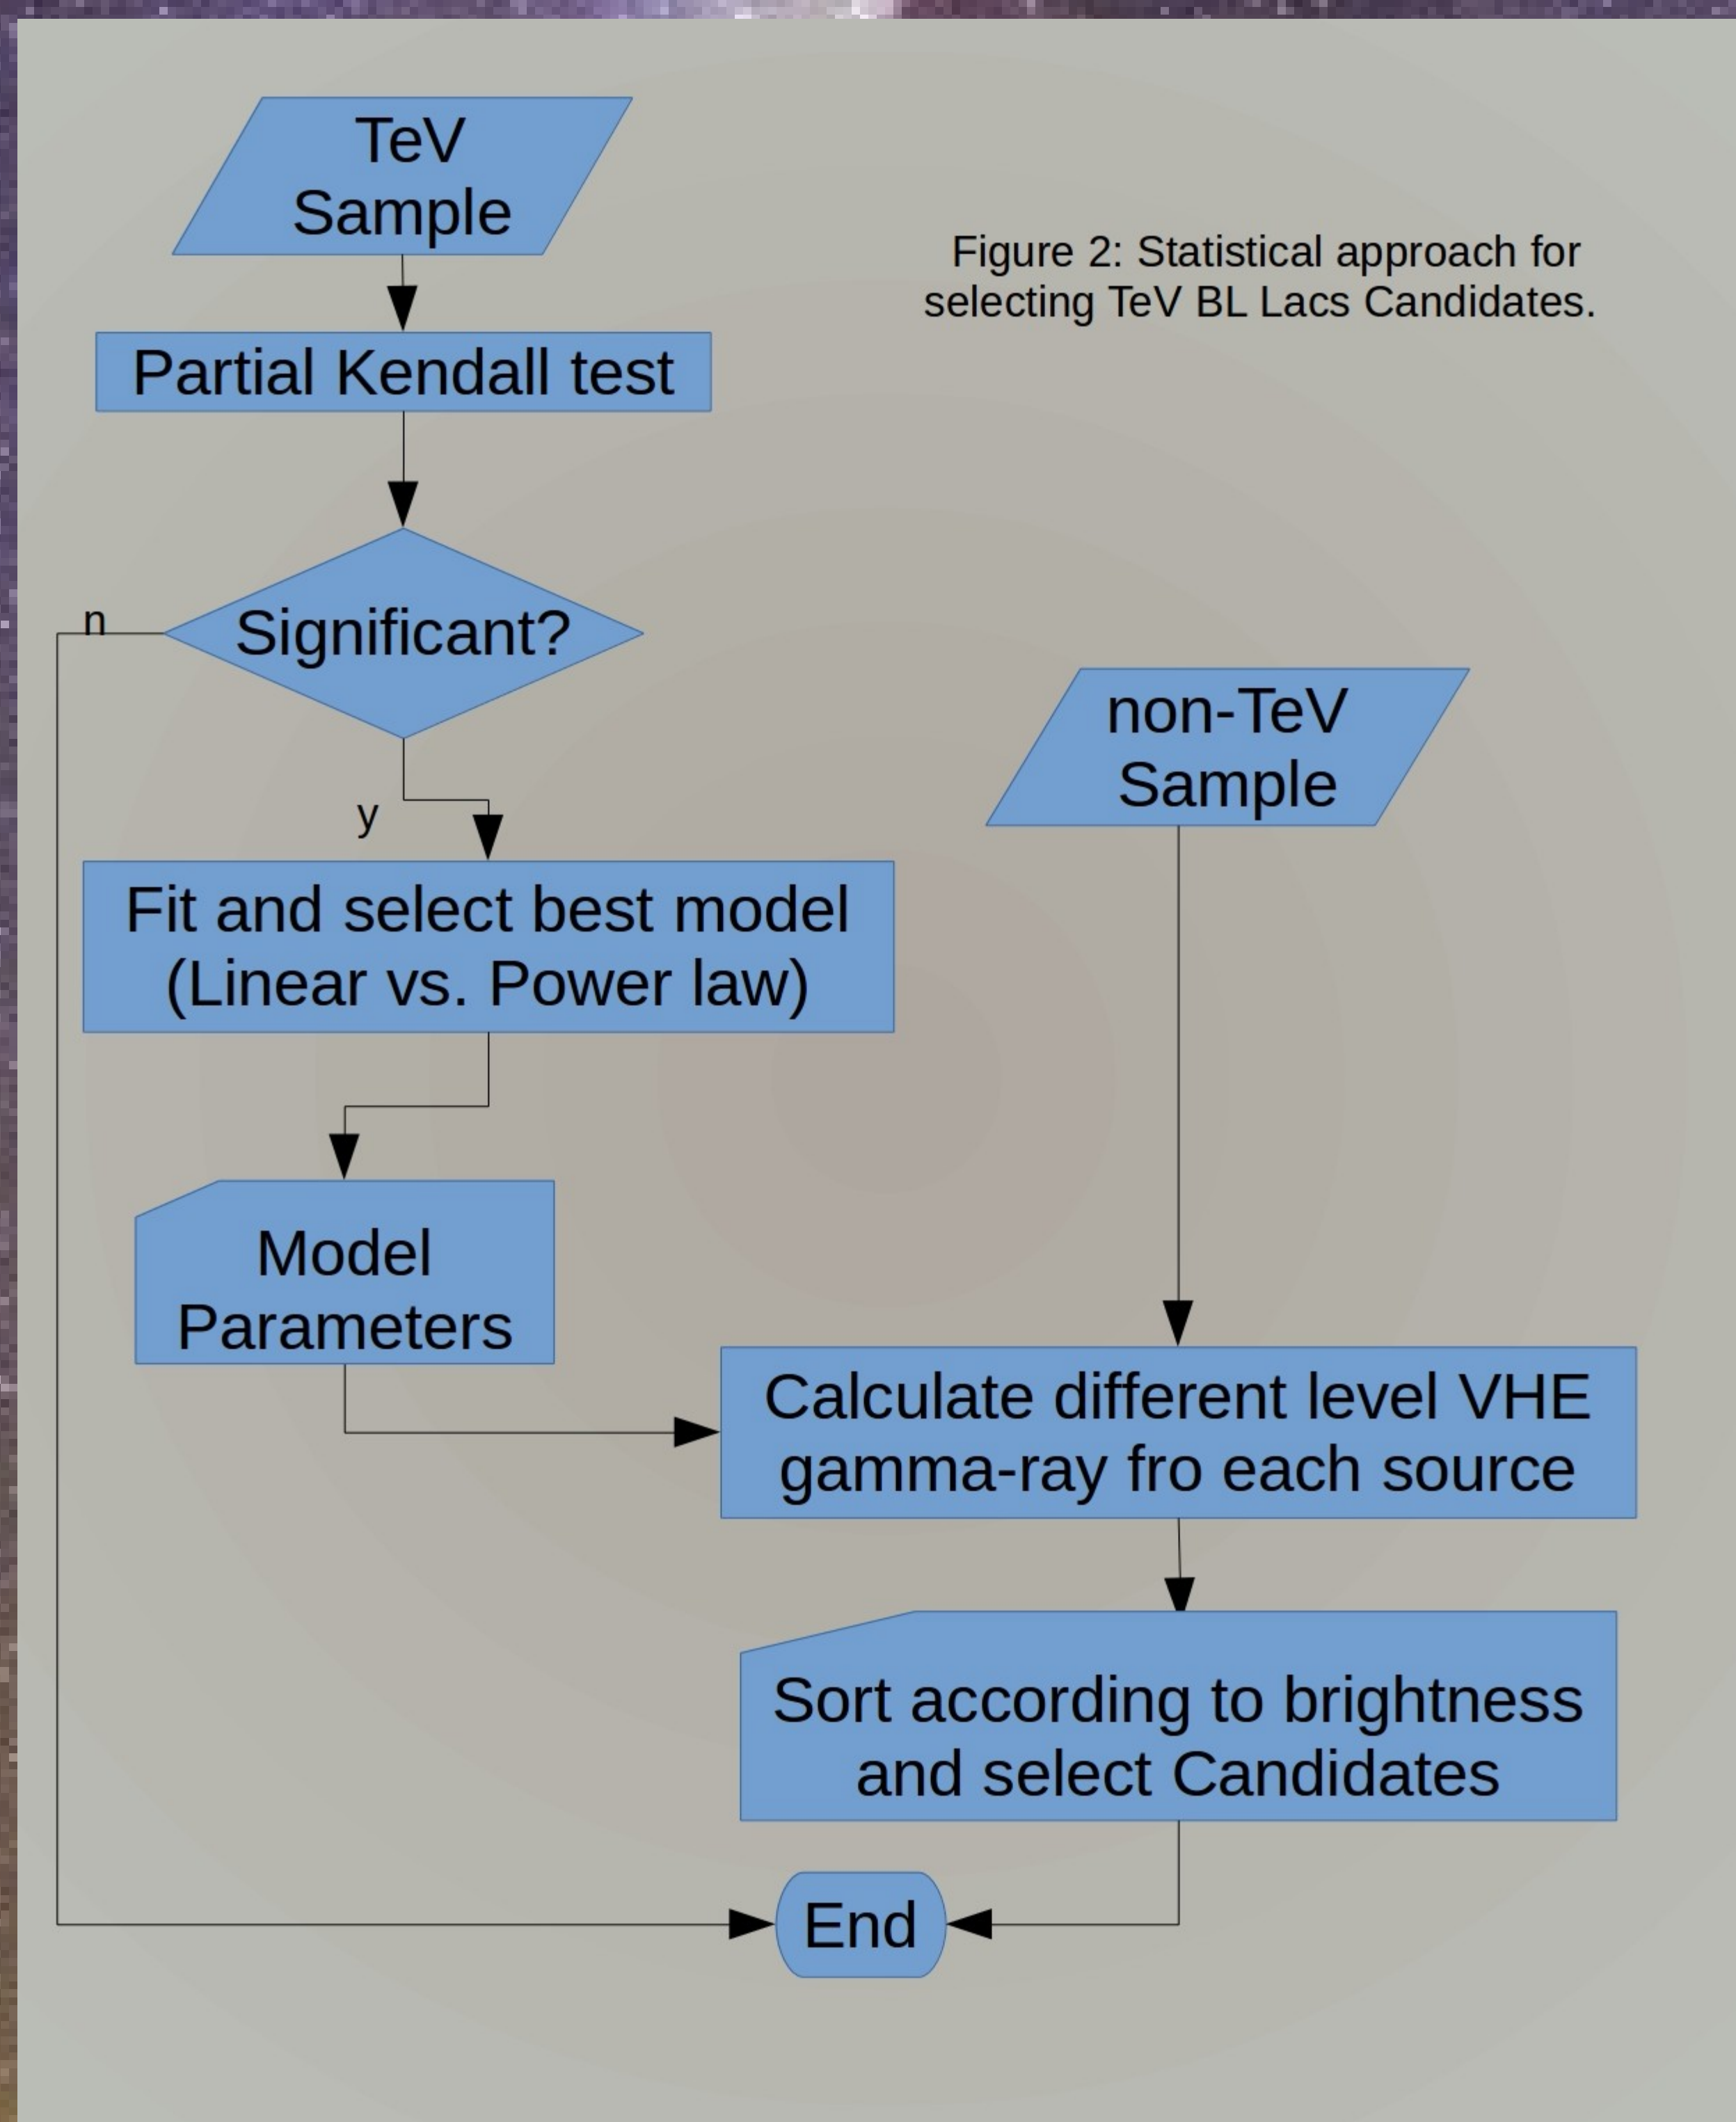 TeV
Sample
Figure 2: Statistical approach for
selecting TeV BL Lacs Candidates.
Partial Kendall test
Significant?
n
non-TeV
Sample
y
Fit and select best model
(Linear vs. Power law)
Model
Parameters
Calculate different level VHE
gamma-ray fro each source
Sort according to brightness
and select Candidates
End